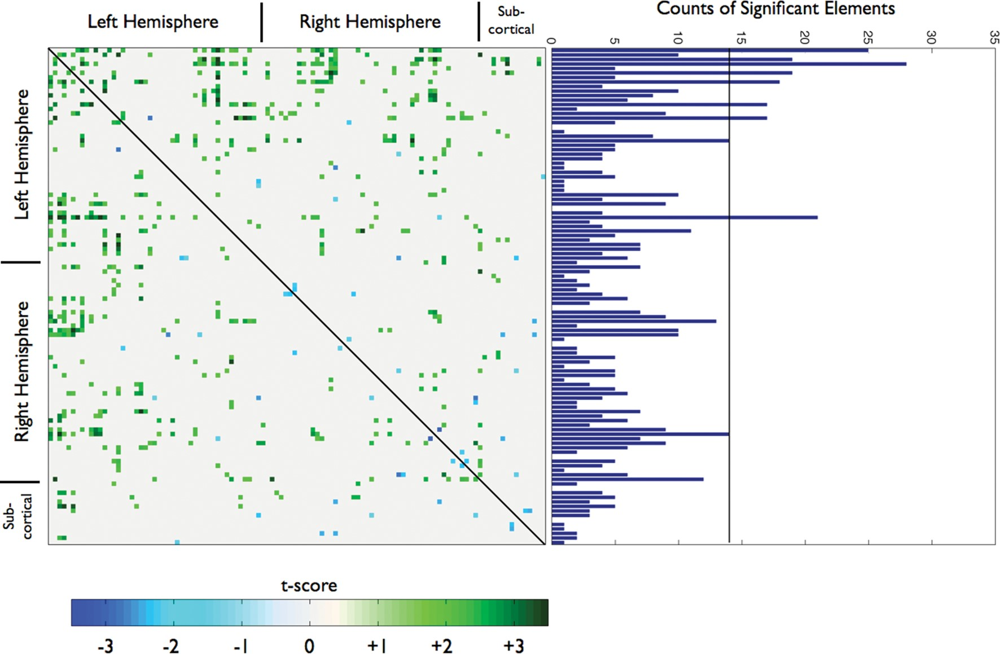 Counts of Significant Elements
Left Hemisphere
Right Hemisphere
Sub-
cortical
0 5 10 15 20 25 30 35
Left Hemisphere
Right Hemisphere
Sub-
cortical
t-score
-3 -2 -1 0 +1 +2 +3